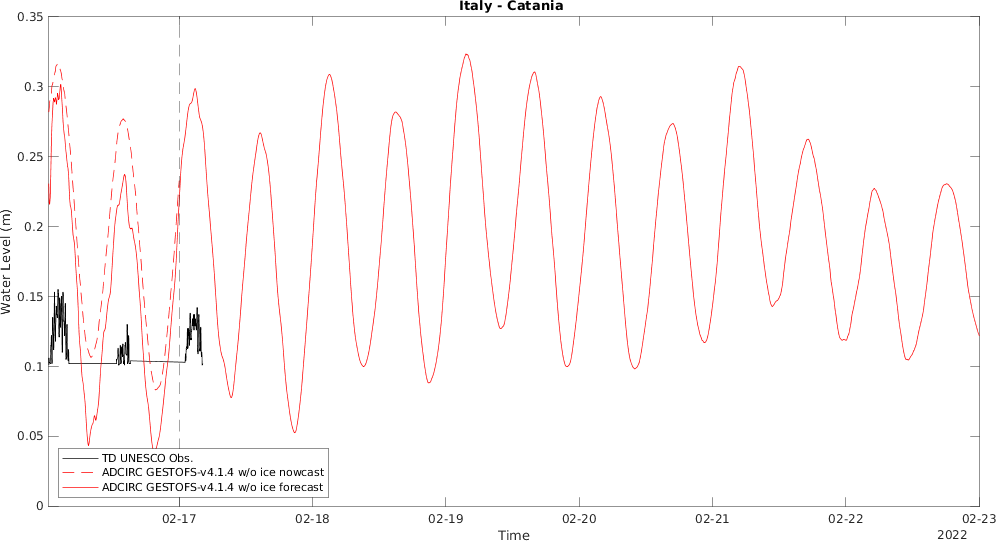 Italy - Catania
0.35
0.3
0.25
0.2
0.15
0.1
0.05
0
Water Level (m)
TD UNESCO Obs.
ADCIRC GESTOFS-v4.1.4 w/o ice nowcast
ADCIRC GESTOFS-v4.1.4 w/o ice forecast
02-17 02-18 02-19 02-20 02-21 02-22 02-23
Time
2022